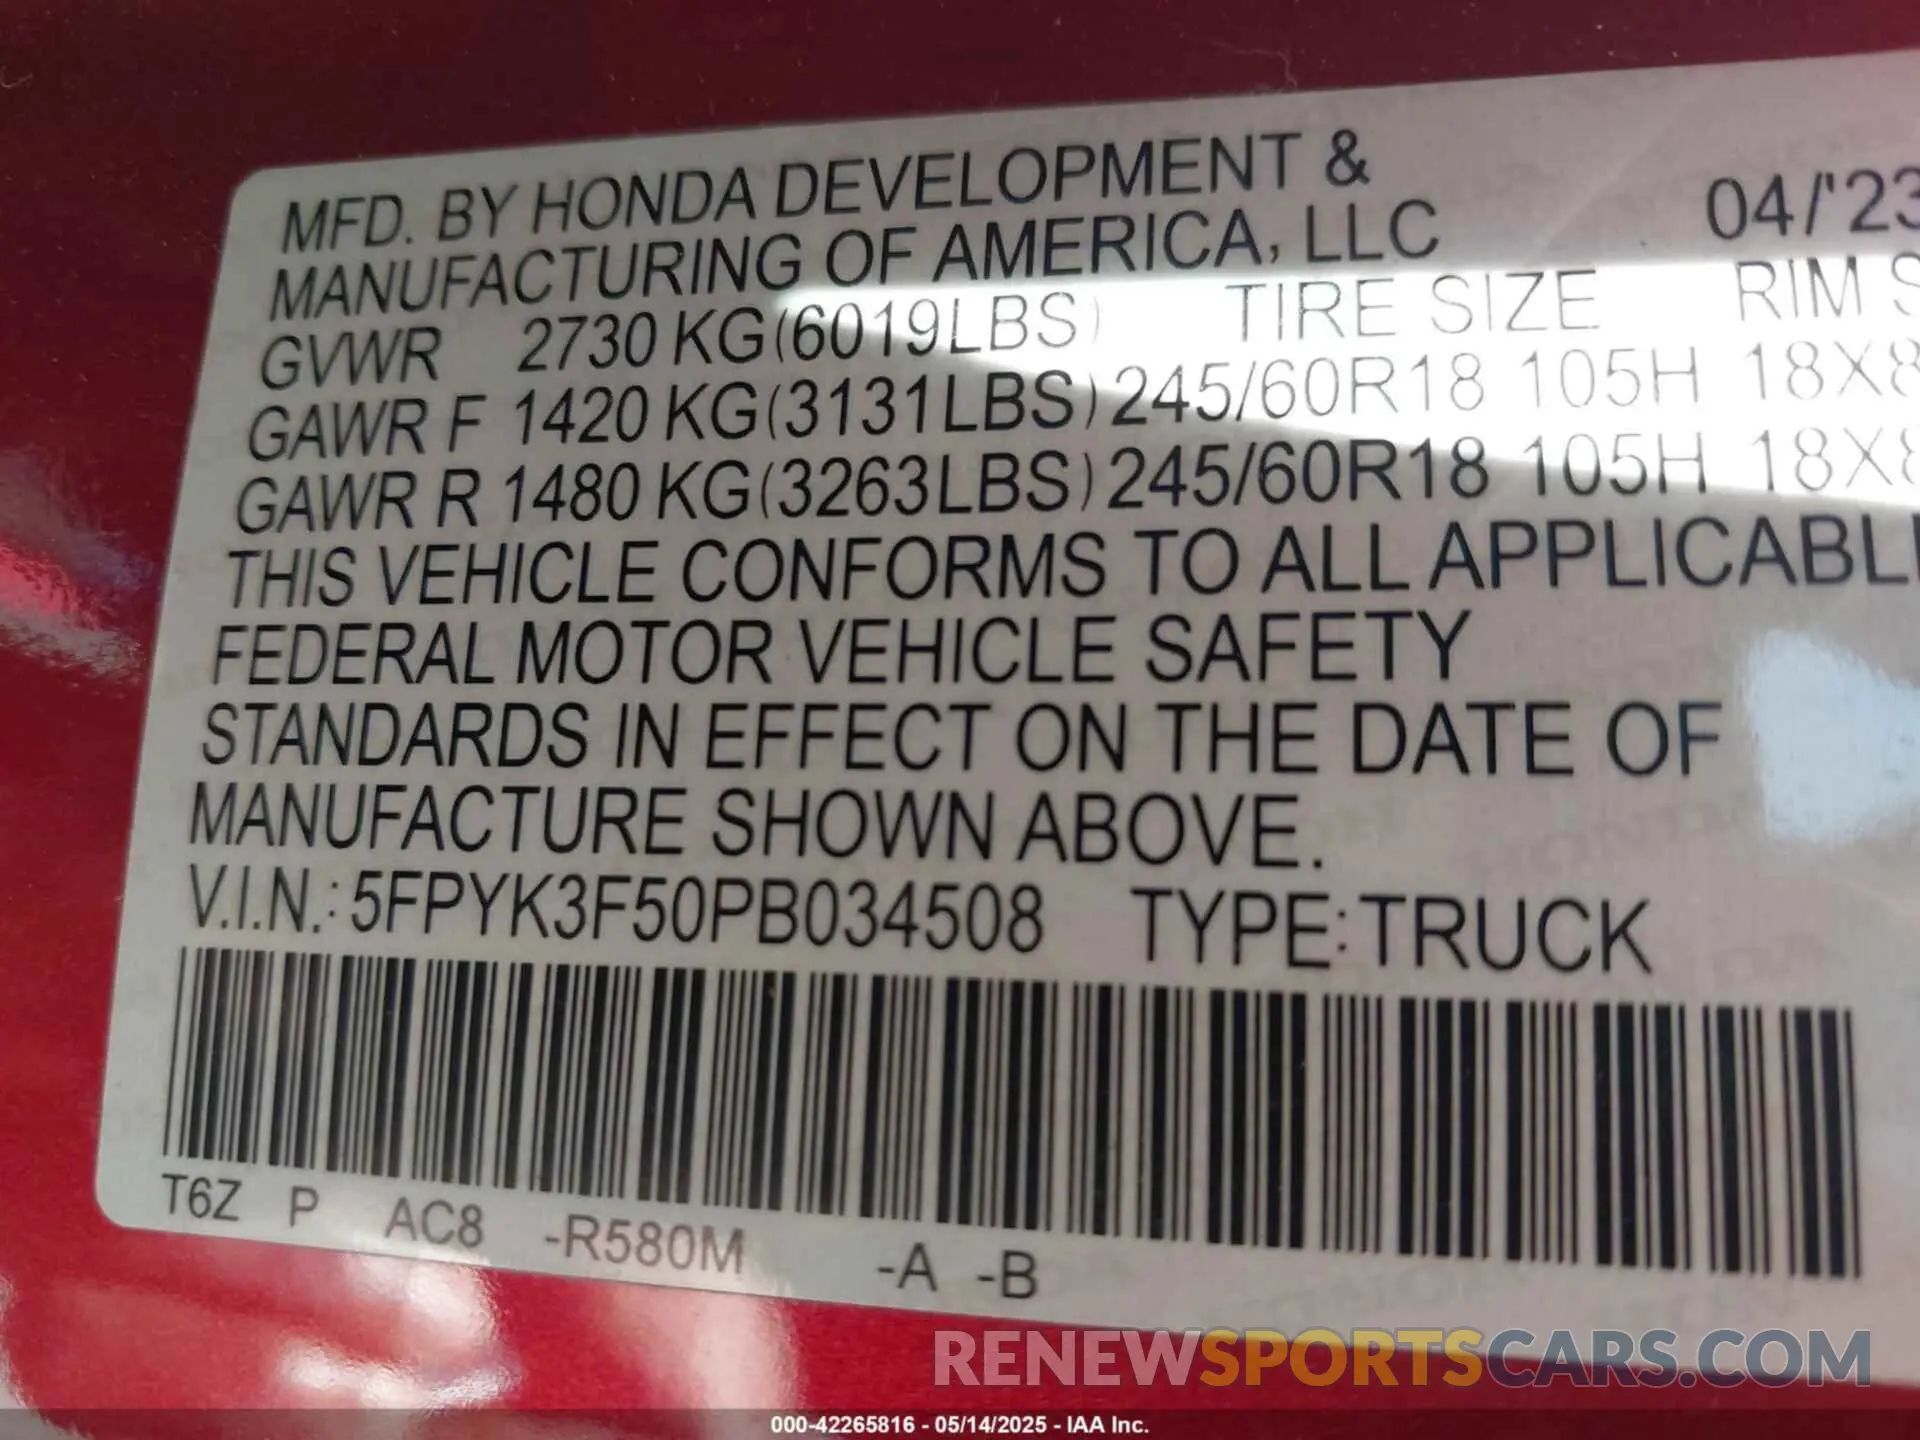 MFD. BY HONDA DEVELOPMENT &
MANUFACTURING OF AMERICA, LLC 04/'23
GVWR 2730 KG(6019LBS) TIRE SIZE RIM S
GAWR F 1420 KG(3131LBS) 245/60R18 105H 18X8
GAWR R 1480 KG(3263LBS) 245/60R18 105H 18X8
THIS VEHICLE CONFORMS TO ALL APPLICABLE
FEDERAL MOTOR VEHICLE SAFETY
STANDARDS IN EFFECT ON THE DATE OF
MANUFACTURE SHOWN ABOVE.
V.I.N.: 5FPYK3F50PB034508 TYPE:TRUCK
T6Z P AC8 -R580M -A -B
RENEWSPORTSCARS.COM
000-42265816 - 05/14/2025 - IAA Inc.